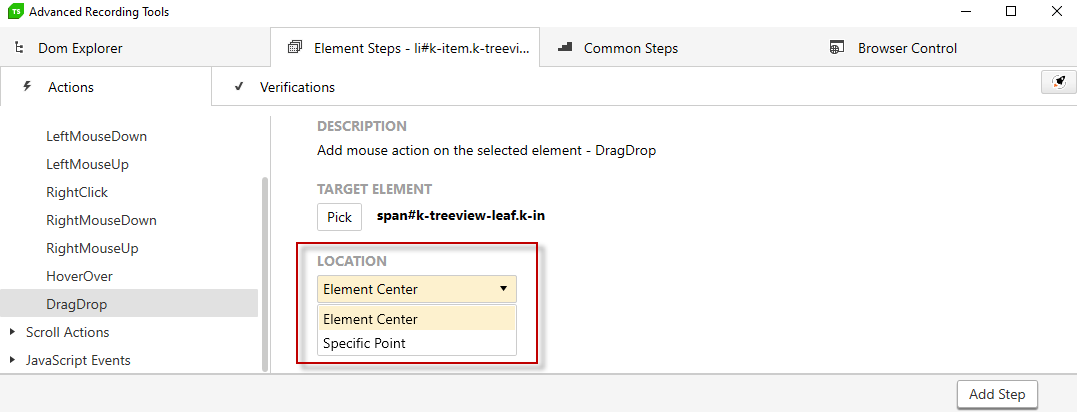 TS Advanced Recording Tools
Dom Explorer
Element Steps - li#k-item.k-treevi...
Common Steps
Browser Control
Actions
Verifications
LeftMouseDown
LeftMouseUp
RightClick
RightMouseDown
RightMouseUp
HoverOver
DragDrop
Scroll Actions
JavaScript Events
DESCRIPTION
Add mouse action on the selected element - DragDrop
TARGET ELEMENT
Pick span#k-treeview-leaf.k-in
LOCATION
Element Center
Element Center
Specific Point
Add Step